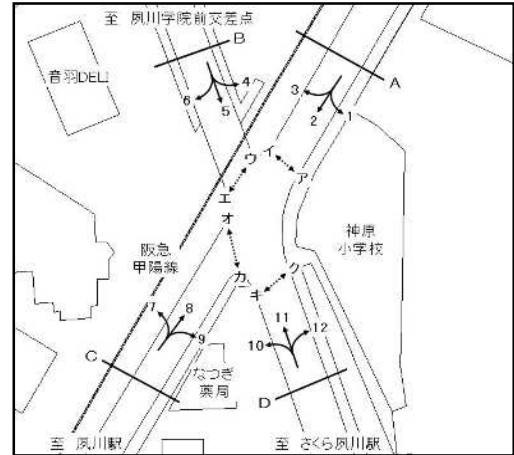 至 夙川学院前交差点
B
音羽DELI
A
4
3
6
5
2
1
ウ
イ
ア
エ
オ
神原
小学校
阪急
甲陽線
カ
ク
キ
7
8
11
12
9
10
C
なつぎ
薬局
D
至 夙川駅
至 さくら夙川駅